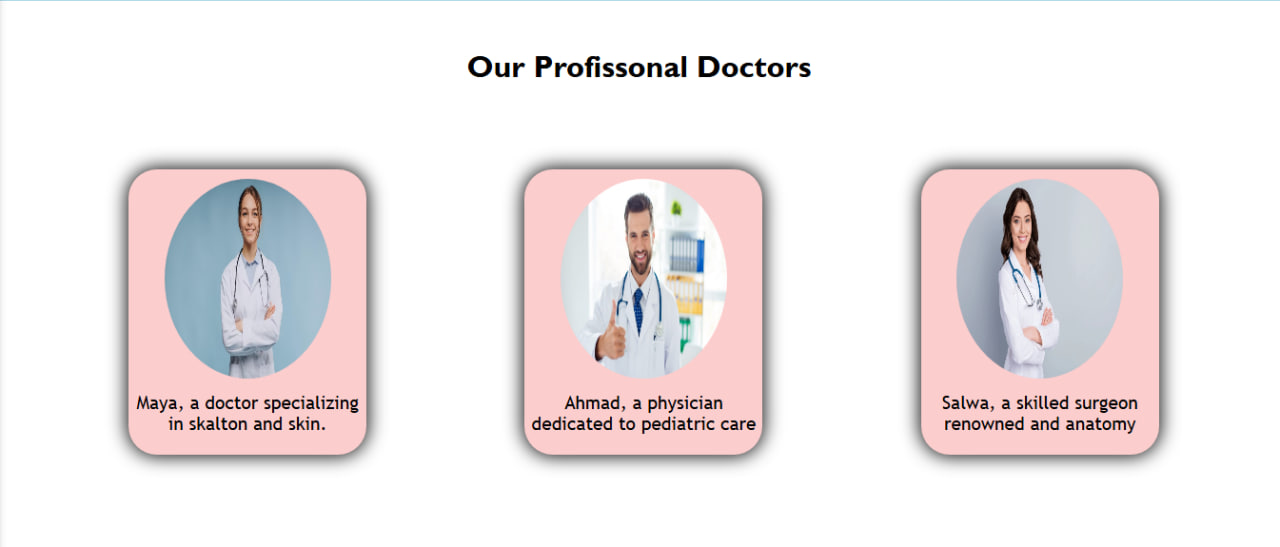 Our Profissonal Doctors
Maya, a doctor specializing
in skalton and skin.
Ahmad, a physician
dedicated to pediatric care
Salwa, a skilled surgeon
renowned and anatomy